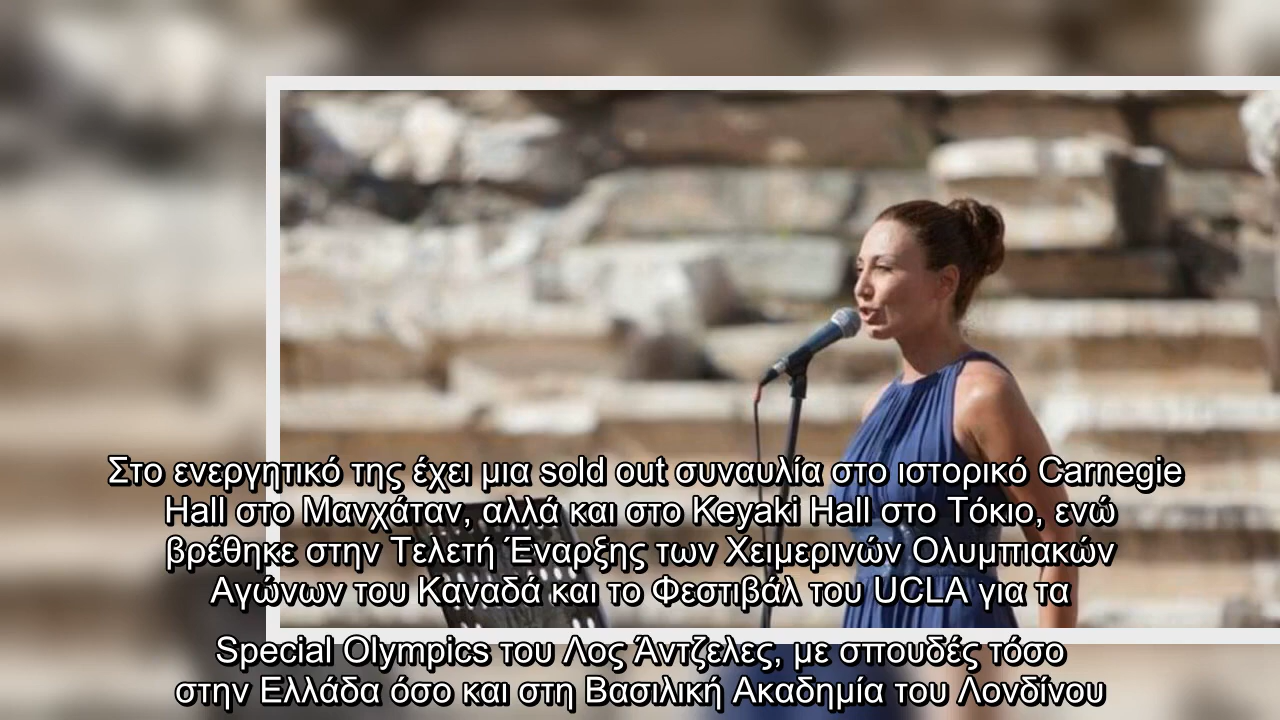 Στο ενεργητικό της έχει μια sold out συναυλία στο ιστορικό Carnegie
Hall στο Μανχάταν, αλλά και στο Keyaki Hall στο Τόκιο, ενώ
βρέθηκε στην Τελετή Έναρξης των Χειμερινών Ολυμπιακών
Αγώνων του Καναδά και το Φεστιβάλ του UCLA για τα
Special Olympics του Λος Άντζελες, με σπουδές τόσο
στην Ελλάδα όσο και στη Βασιλική Ακαδημία του Λονδίνου